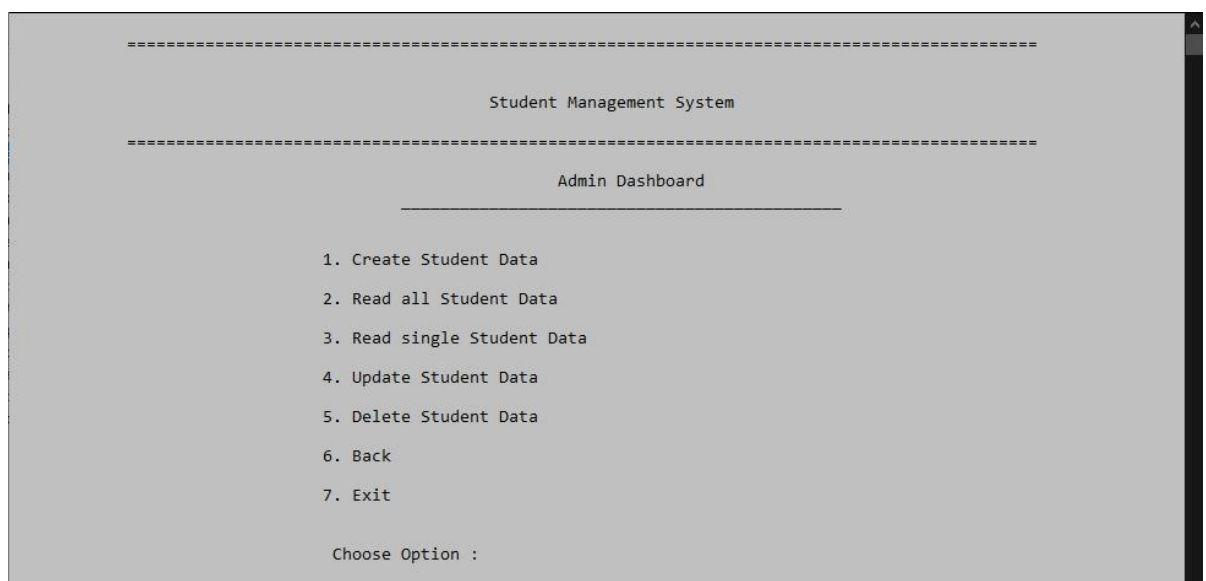 =============================================================================================
Student Management System
=============================================================================================
Admin Dashboard
_____________________________________________
1. Create Student Data
2. Read all Student Data
3. Read single Student Data
4. Update Student Data
5. Delete Student Data
6. Back
7. Exit
Choose Option :